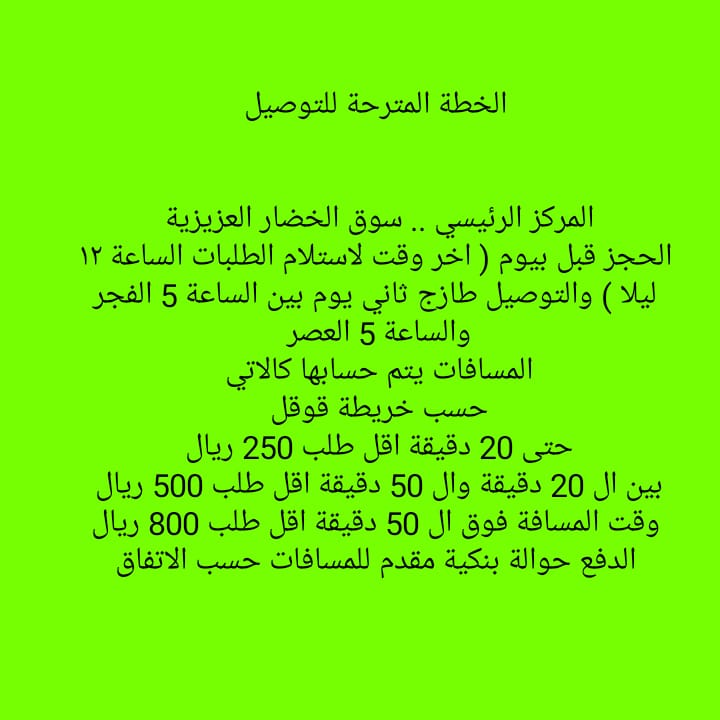 الخطة المترحة للتوصيل
المركز الرئيسي .. سوق الخضار العزيزية
الحجز قبل بيوم ( اخر وقت لاستلام الطلبات الساعة ١٢
ليلا ) والتوصيل طازج ثاني يوم بين الساعة 5 الفجر
والساعة 5 العصر
المسافات يتم حسابها كالاتي
حسب خريطة قوقل
حتى 20 دقيقة اقل طلب 250 ريال
بين ال 20 دقيقة وال 50 دقيقة اقل طلب 500 ريال
وقت المسافة فوق ال 50 دقيقة اقل طلب 800 ريال
الدفع حوالة بنكية مقدم للمسافات حسب الاتفاق